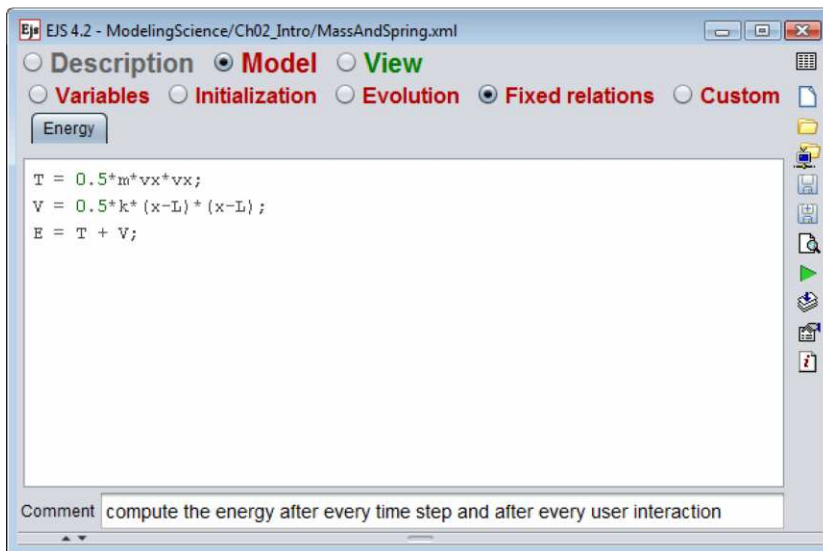 Ejs EJS 4.2 - ModelingScience/Ch02_Intro/MassAndSpring.xml
Description Model View
Variables Initialization Evolution Fixed relations Custom
Energy
T = 0.5*m*vx*vx;
V = 0.5*k*(x-L)*(x-L);
E = T + V;
Comment compute the energy after every time step and after every user interaction